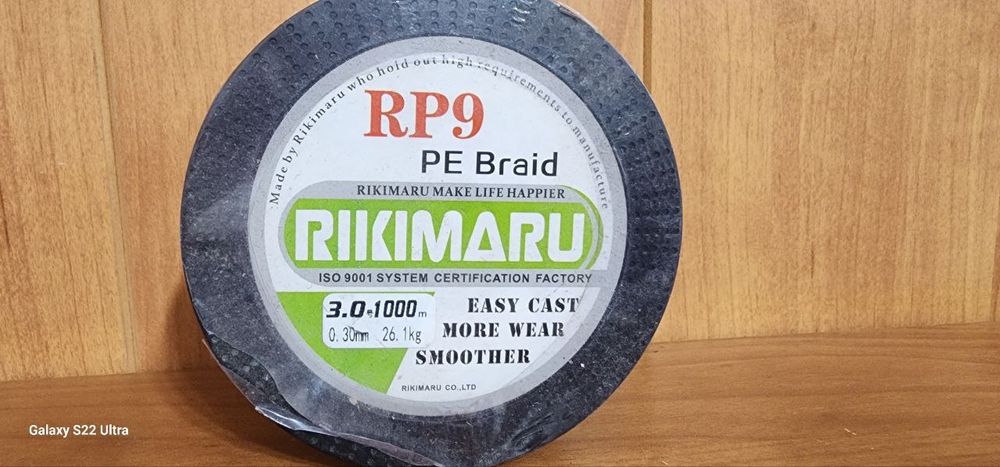 Made by Rikimaru who hold out high requirements to manufacture
RP9
PE Braid
RIKIMARU MAKE LIFE HAPPIER
RIKIMARU
ISO 9001 SYSTEM CERTIFICATION FACTORY
3.0 1000m
0.30mm 26.1kg
EASY CAST
MORE WEAR
SMOOTHER
RIKIMARU CO.,LTD
Galaxy S22 Ultra